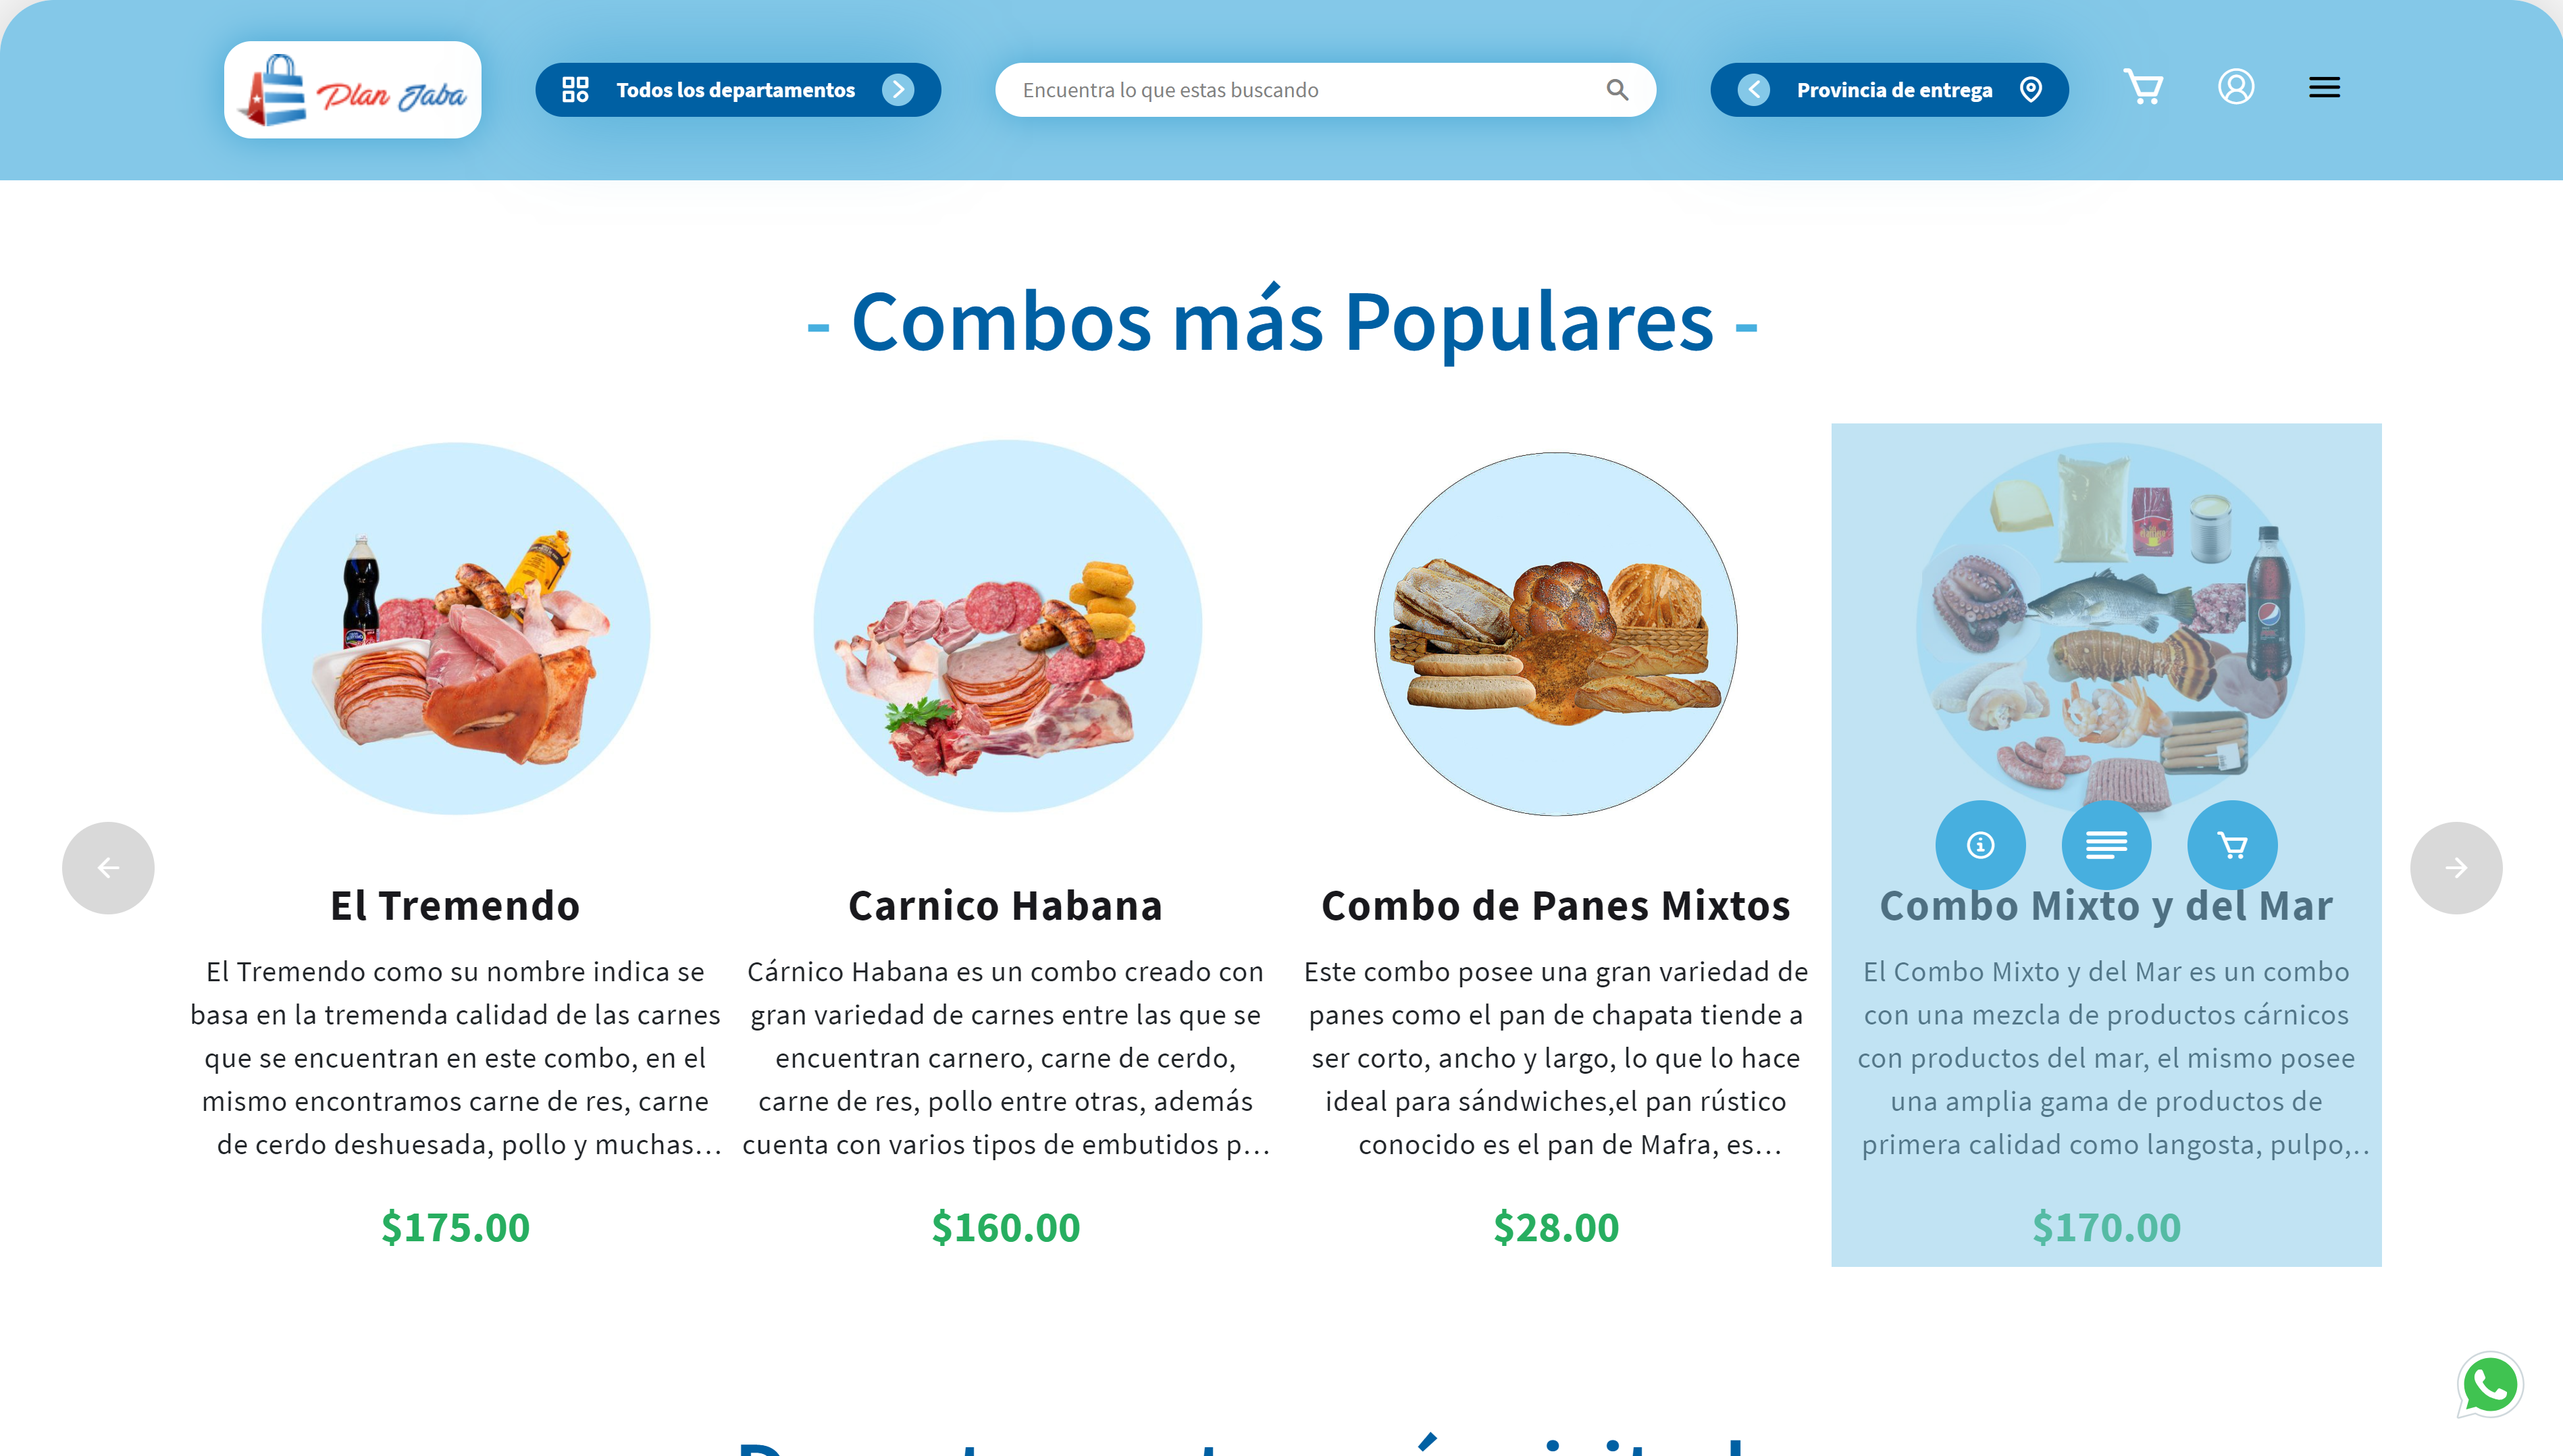 Plan Jaba
Todos los departamentos
Encuentra lo que estas buscando
Provincia de entrega
- Combos más Populares -
El Tremendo
El Tremendo como su nombre indica se
basa en la tremenda calidad de las carnes
que se encuentran en este combo, en el
mismo encontramos carne de res, carne
de cerdo deshuesada, pollo y muchas...
$175.00
Carnico Habana
Cárnico Habana es un combo creado con
gran variedad de carnes entre las que se
encuentran carnero, carne de cerdo,
carne de res, pollo entre otras, además
cuenta con varios tipos de embutidos p...
$160.00
Combo de Panes Mixtos
Este combo posee una gran variedad de
panes como el pan de chapata tiende a
ser corto, ancho y largo, lo que lo hace
ideal para sándwiches,el pan rústico
conocido es el pan de Mafra, es...
$28.00
Combo Mixto y del Mar
El Combo Mixto y del Mar es un combo
con una mezcla de productos cárnicos
con productos del mar, el mismo posee
una amplia gama de productos de
primera calidad como langosta, pulpo,..
$170.00